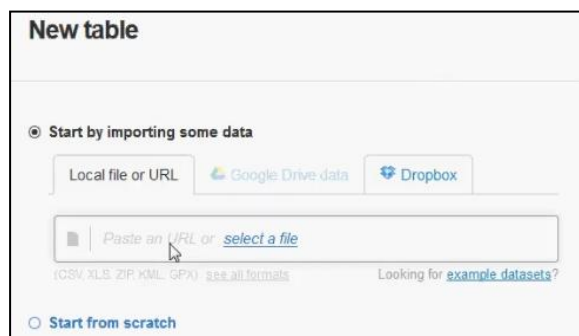 New table
Start by importing some data
Local file or URL Google Drive data Dropbox
Paste an URL or select a file
(CSV, XLS, ZIP, KML, GPX) see all formats Looking for example datasets?
Start from scratch